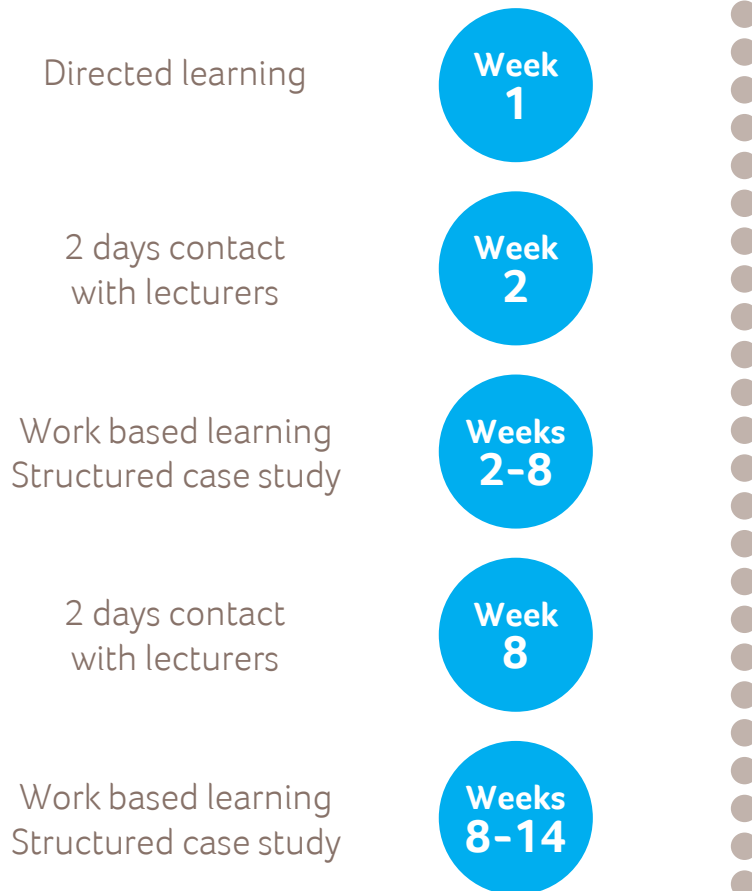 Directed learning
Week
1
2 days contact
with lecturers
Week
2
Work based learning
Structured case study
Weeks
2-8
2 days contact
with lecturers
Week
8
Work based learning
Structured case study
Weeks
8-14